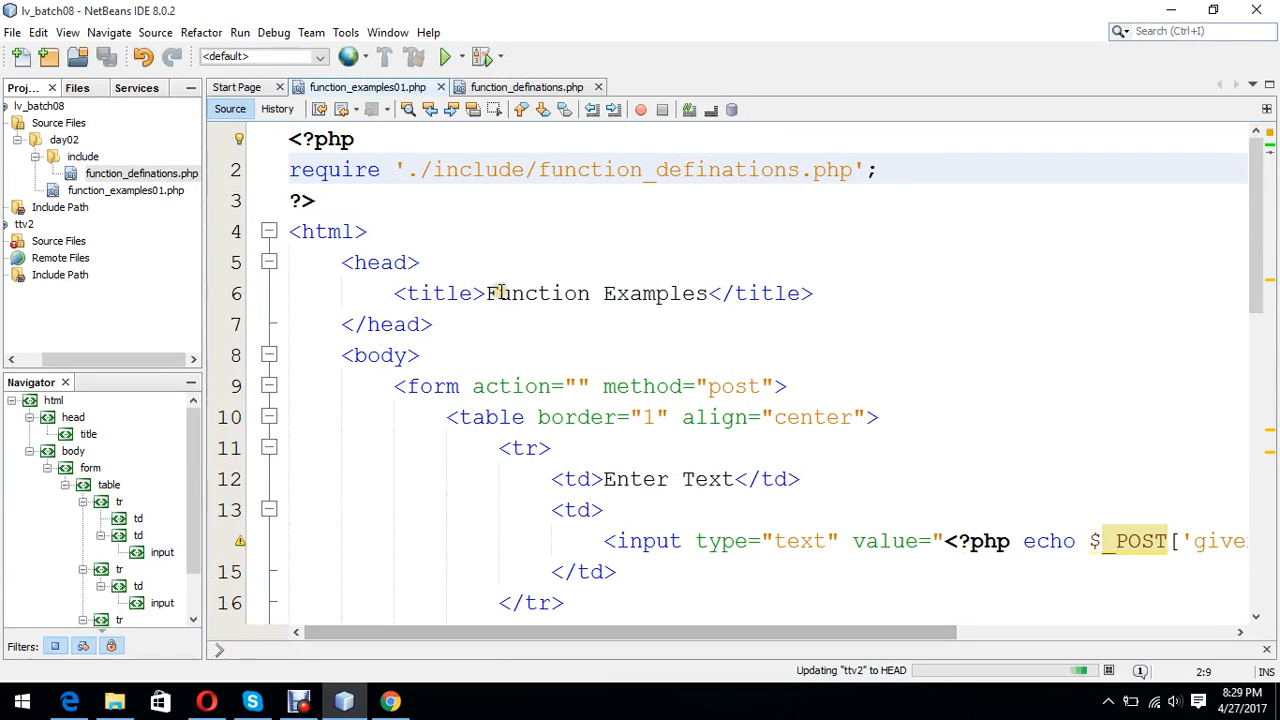 lv_batch08 - NetBeans IDE 8.0.2
File Edit View Navigate Source Refactor Run Debug Team Tools Window Help
Search (Ctrl+I)
<default>
Proj... Files Services
Start Page function_examples01.php function_definations.php
Source History
lv_batch08
Source Files
day02
include
function_definations.php
function_examples01.php
Include Path
ttv2
Source Files
Remote Files
Include Path
Navigator
html
head
title
body
form
table
tr
td
td
input
tr
td
input
tr
Filters:
<?php
2 require './include/function_definations.php';
3 ?>
4 <html>
5 <head>
6 <title>Function Examples</title>
7 </head>
8 <body>
9 <form action="" method="post">
10 <table border="1" align="center">
11 <tr>
12 <td>Enter Text</td>
13 <td>
<input type="text" value="<?php echo $_POST['give
15 </td>
16 </tr>
Updating "ttv2" to HEAD
1
2:9 INS
8:29 PM
4/27/2017